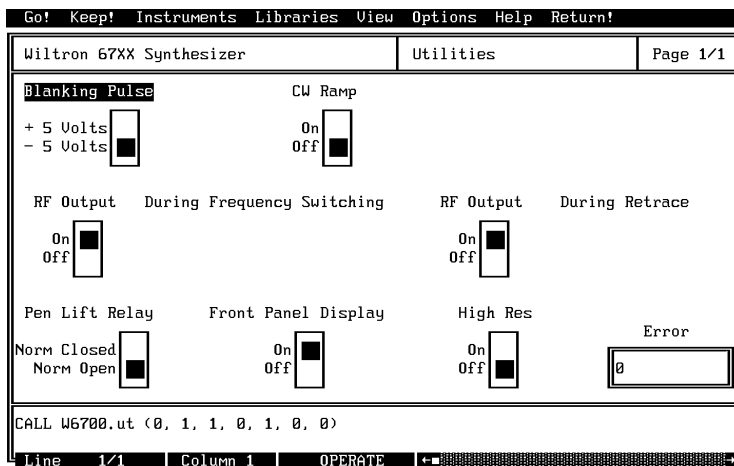 Go! Keep! Instruments Libraries View Options Help Return!
Wiltron 67XX Synthesizer Utilities Page 1/1
Blanking Pulse CW Ramp
+ 5 Volts
- 5 Volts
On
Off
RF Output During Frequency Switching RF Output During Retrace
On
Off
On
Off
Pen Lift Relay Front Panel Display High Res
Norm Closed
Norm Open
On
Off
On
Off
Error
0
CALL W6700.ut (0, 1, 1, 0, 1, 0, 0)
Line 1/1 Column 1 OPERATE